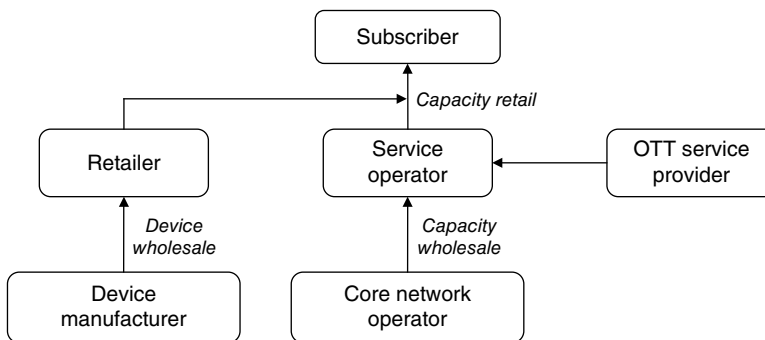 Subscriber
Capacity retail
Retailer
Service
operator
OTT service
provider
Device
wholesale
Capacity
wholesale
Device
manufacturer
Core network
operator